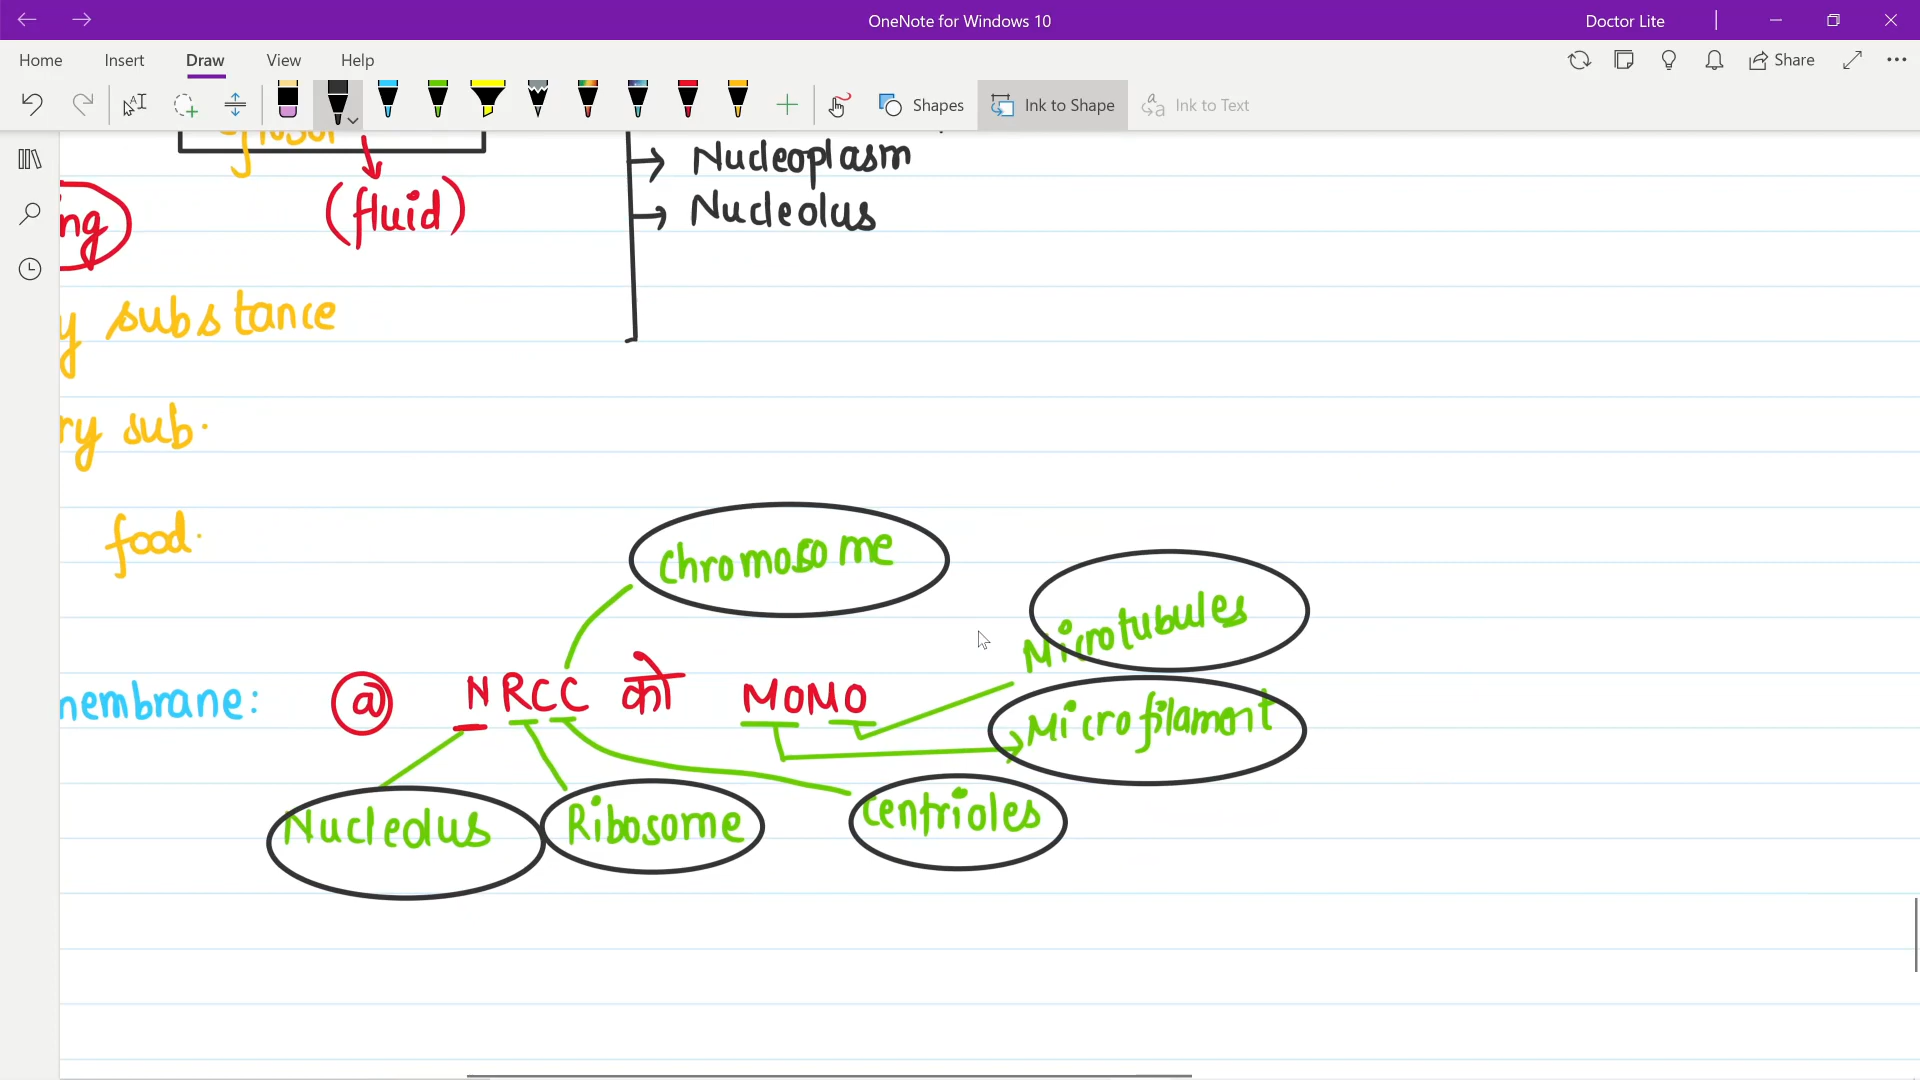 OneNote for Windows 10
Doctor Lite
Home Insert Draw View Help
Share
Shapes Ink to Shape Ink to Text
Nucleoplasm
(fluid)
Nucleolus
ng
y substance
ry sub.
food.
Chromosome
Microtubules
membrane: @ NRCC को MOMO
Microfilament
Nucleolus Ribosome Centrioles